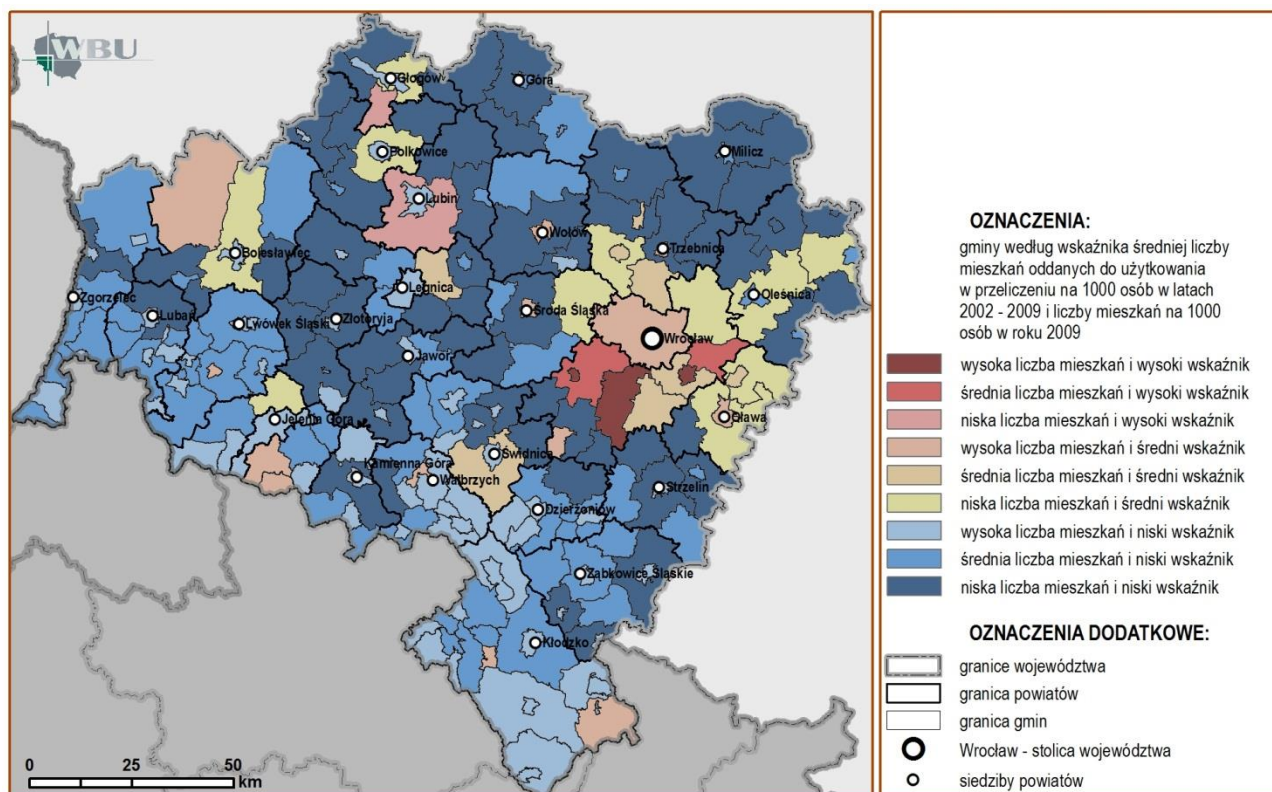 WBU
Głogów
Góra
Polkowice
Milicz
Lubin
Wołów
Trzebnica
Bolesławiec
Legnica
Oleśnica
Zgorzelec
Lubań
Lwówek Śląski
Złotoryja
Środa Śląska
Wrocław
Jawor
Jelenia Góra
Oława
Świdnica
Kamienna Góra
Wałbrzych
Strzelin
Dzierżoniów
Ząbkowice Śląskie
Kłodzko
0 25 50
km
OZNACZENIA:
gminy według wskaźnika średniej liczby
mieszkań oddanych do użytkowania
w przeliczeniu na 1000 osób w latach
2002 - 2009 i liczby mieszkań na 1000
osób w roku 2009
wysoka liczba mieszkań i wysoki wskaźnik
średnia liczba mieszkań i wysoki wskaźnik
niska liczba mieszkań i wysoki wskaźnik
wysoka liczba mieszkań i średni wskaźnik
średnia liczba mieszkań i średni wskaźnik
niska liczba mieszkań i średni wskaźnik
wysoka liczba mieszkań i niski wskaźnik
średnia liczba mieszkań i niski wskaźnik
niska liczba mieszkań i niski wskaźnik
OZNACZENIA DODATKOWE:
granice województwa
granica powiatów
granica gmin
Wrocław - stolica województwa
siedziby powiatów